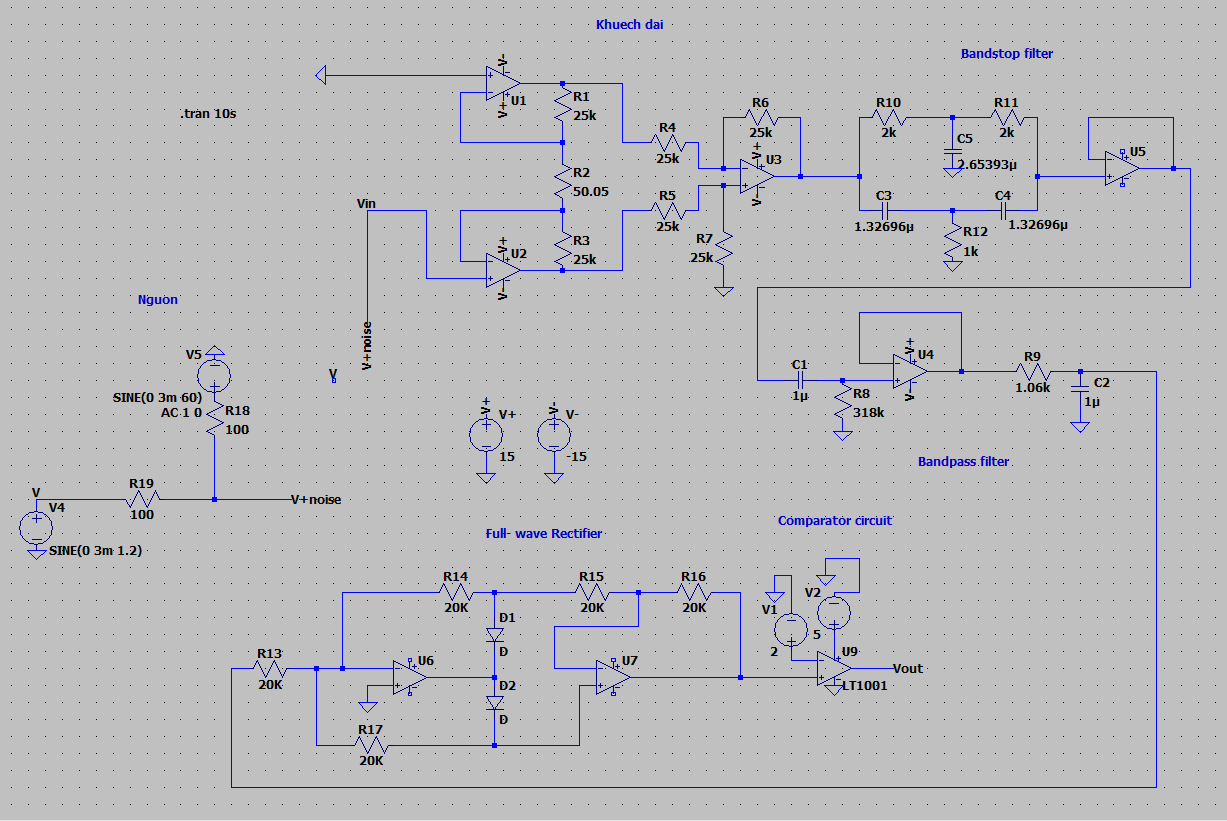 Khuech dai
Bandstop filter
.tran 10s
V-
U1
V+
R1
25k
R4
25k
R6
25k
V+
U3
V-
R10
2k
R11
2k
C5
2.65393µ
U5
R2
50.05
Vin
R5
25k
C3
1.32696µ
C4
1.32696µ
R12
1k
V+
U2
V-
R3
25k
R7
25k
Nguon
V+noise
V
V5
SINE(0 3m 60)
AC 1 0
R18
100
V+
V+
15
V-
V-
-15
C1
1µ
R8
318k
V+
U4
V-
R9
1.06k
C2
1µ
Bandpass filter
V
V4
SINE(0 3m 1.2)
R19
100
V+noise
Full- wave Rectifier
Comparator circuit
R14
20K
R15
20K
R16
20K
V1
2
V2
5
D1
D
D2
D
R13
20K
U6
U7
U9
LT1001
Vout
R17
20K